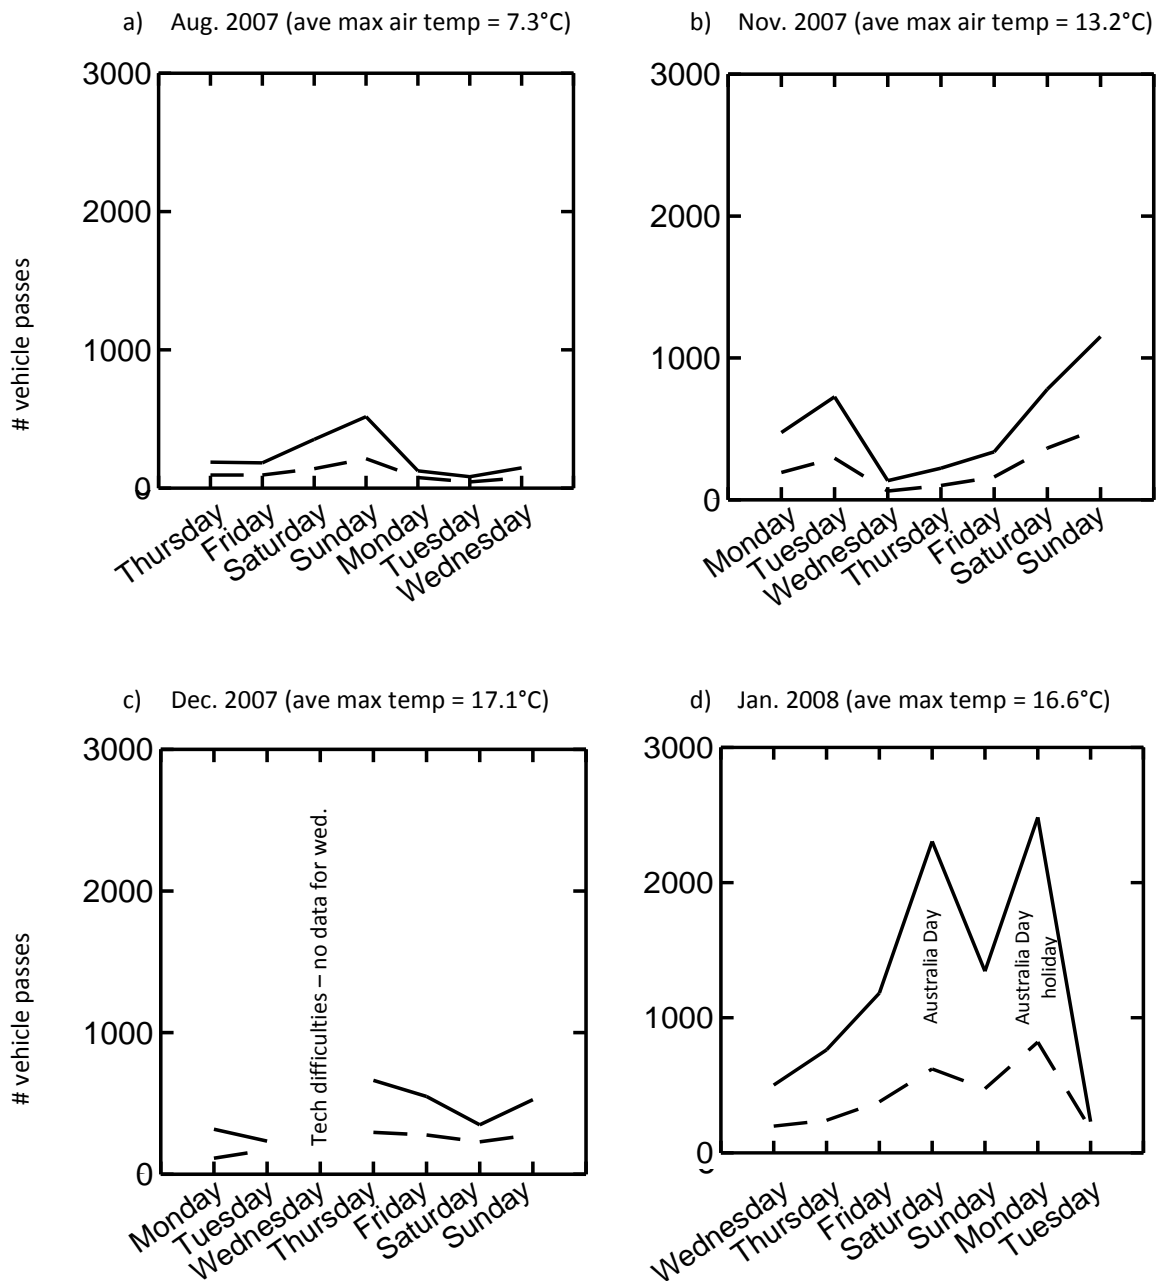 a) Aug. 2007 (ave max air temp = 7.3°C)
3000
2000
1000
0
# vehicle passes
Thursday
Friday
Saturday
Sunday
Monday
Tuesday
Wednesday
b) Nov. 2007 (ave max air temp = 13.2°C)
3000
2000
1000
0
Monday
Tuesday
Wednesday
Thursday
Friday
Saturday
Sunday
c) Dec. 2007 (ave max temp = 17.1°C)
3000
2000
1000
0
# vehicle passes
Tech difficulties – no data for wed.
Monday
Tuesday
Wednesday
Thursday
Friday
Saturday
Sunday
d) Jan. 2008 (ave max temp = 16.6°C)
3000
2000
1000
0
Australia Day
Australia Day
holiday
Wednesday
Thursday
Friday
Saturday
Sunday
Monday
Tuesday